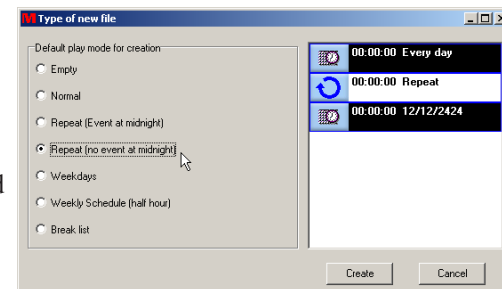 M Type of new file
Default play mode for creation
Empty
Normal
Repeat (Event at midnight)
Repeat (no event at midnight)
Weekdays
Weekly Schedule (half hour)
Break list
00:00:00 Every day
00:00:00 Repeat
00:00:00 12/12/2424
Create Cancel